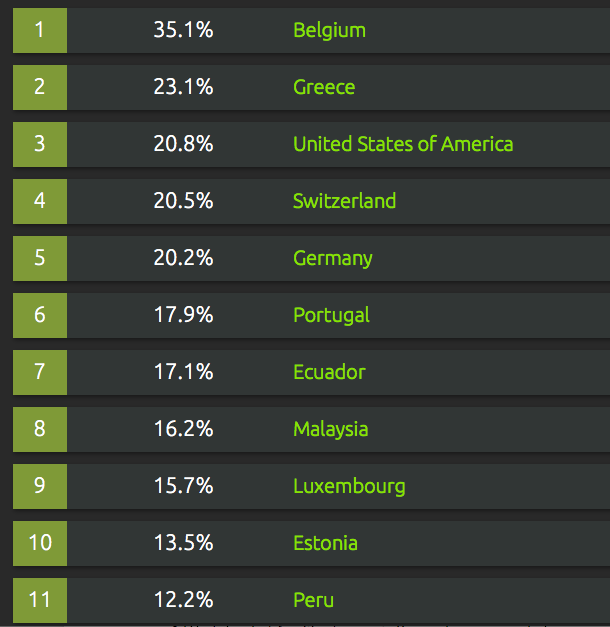 1 35.1% Belgium
2 23.1% Greece
3 20.8% United States of America
4 20.5% Switzerland
5 20.2% Germany
6 17.9% Portugal
7 17.1% Ecuador
8 16.2% Malaysia
9 15.7% Luxembourg
10 13.5% Estonia
11 12.2% Peru